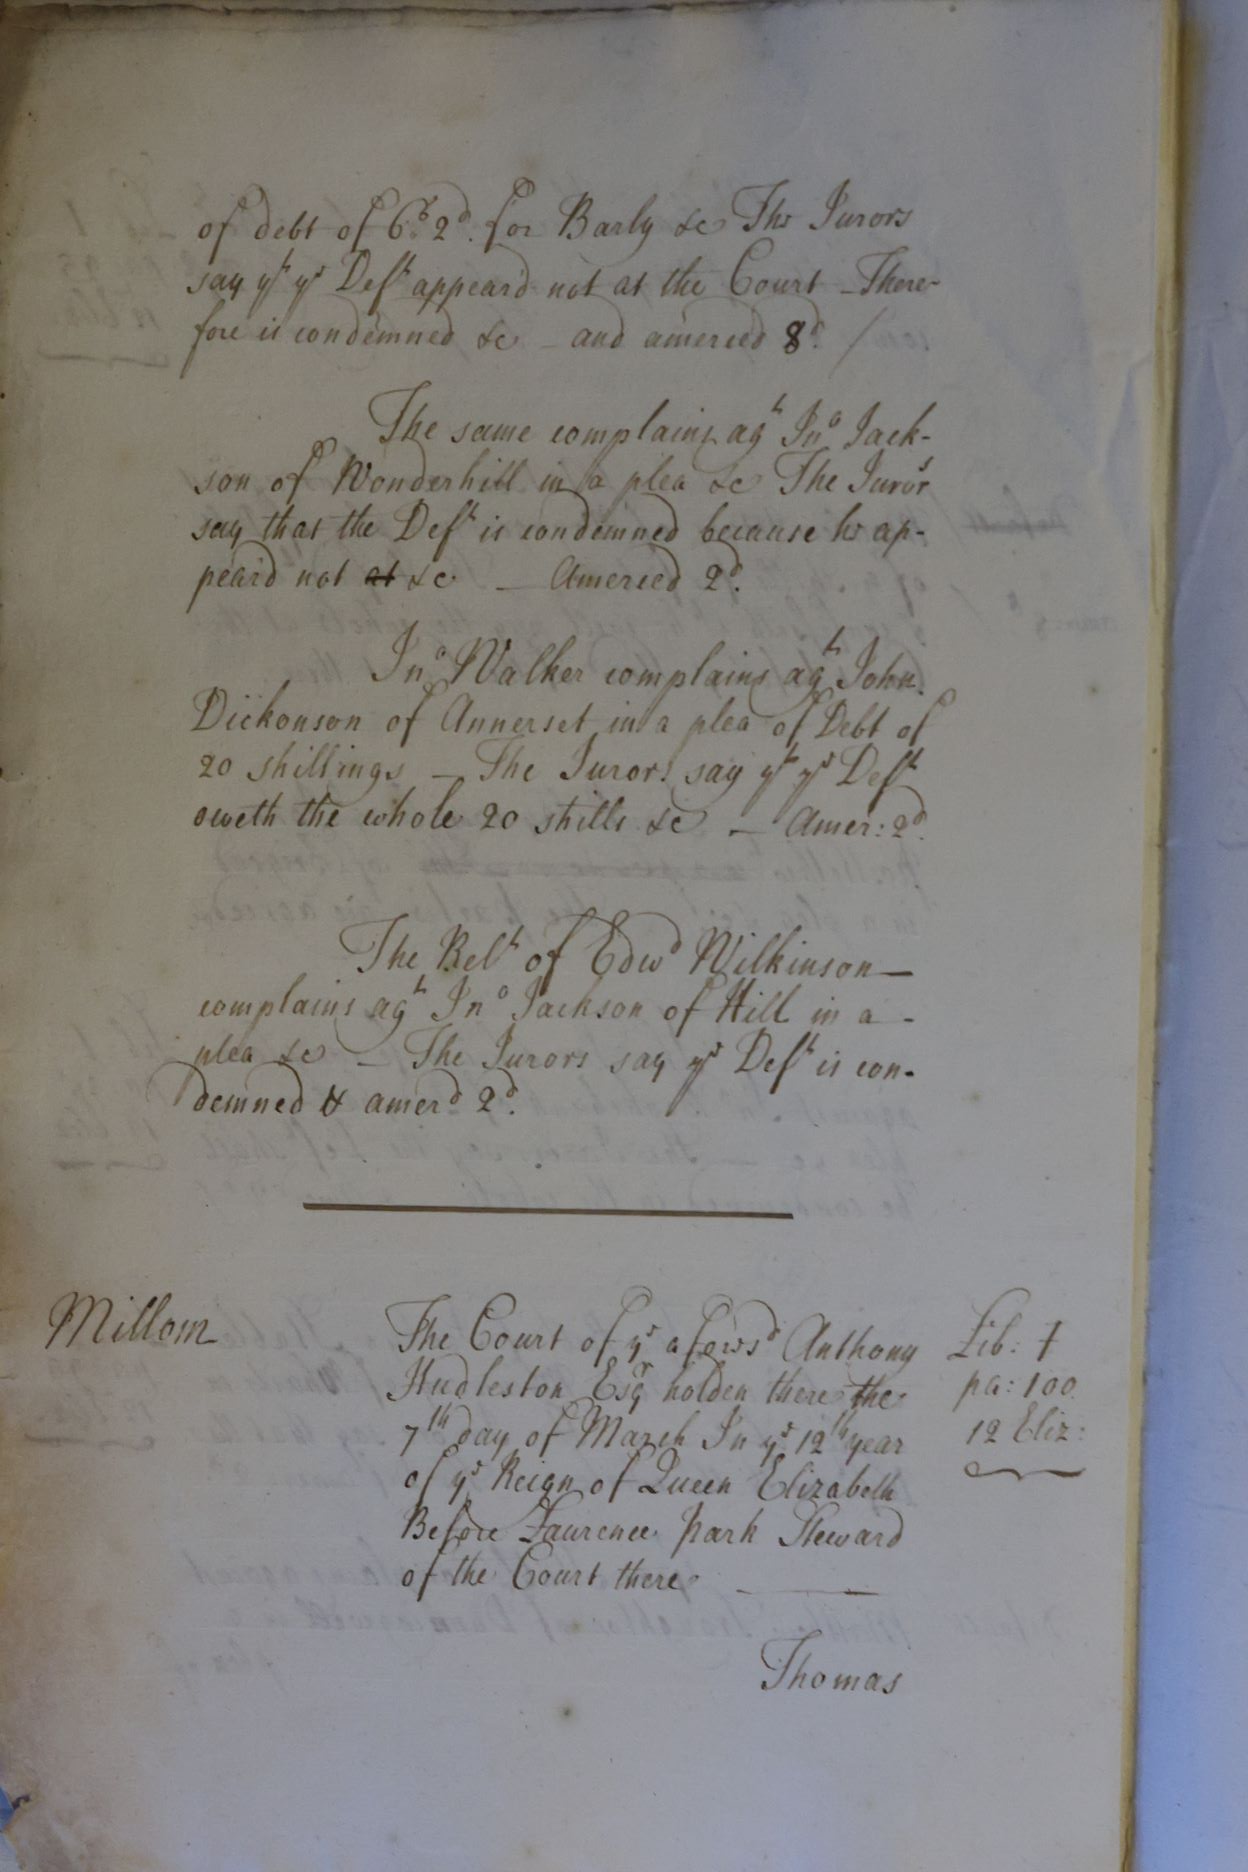 of debt of 6s. 2d. for Barly &c The Jurors
say yt ye Deft appeard not at the Court - There-
fore is condemned &c - and amercied 8d. /
The same complains agt Jno Jack-
son of Wonderhill in a plea &c The Jurors
say that the Deft is condemned because he ap-
peard not at &c - Amercied 2d.
Jno Walker complains agt John
Dickonson of Annerset in a plea of Debt of
20 shillings - The Jurors say yt ye Deft
oweth the whole 20 shills &c - Amer: 2d.
The Relt of Edwd Wilkinson
complains agt Jno Jackson of Hill in a -
plea &c - The Jurors say ye Deft is con-
demned & amerd 2d.
Millom
The Court of ye aforesd Anthony
Hudleston Esqr holden there the
7th day of March In ye 12th year
of ye Reign of Queen Elizabeth
Before Laurence Park Steward
of the Court there
Lib: 1
pa: 100
12 Eliz:
Thomas